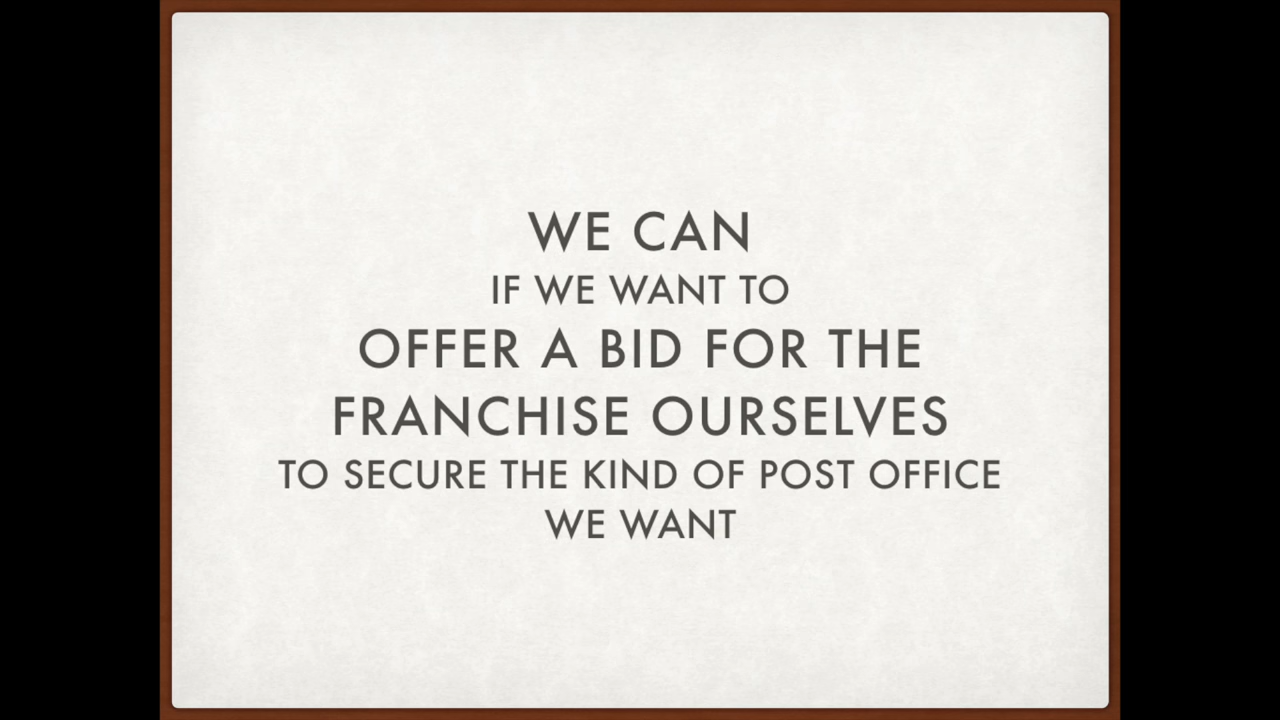 WE CAN
IF WE WANT TO
OFFER A BID FOR THE
FRANCHISE OURSELVES
TO SECURE THE KIND OF POST OFFICE
WE WANT